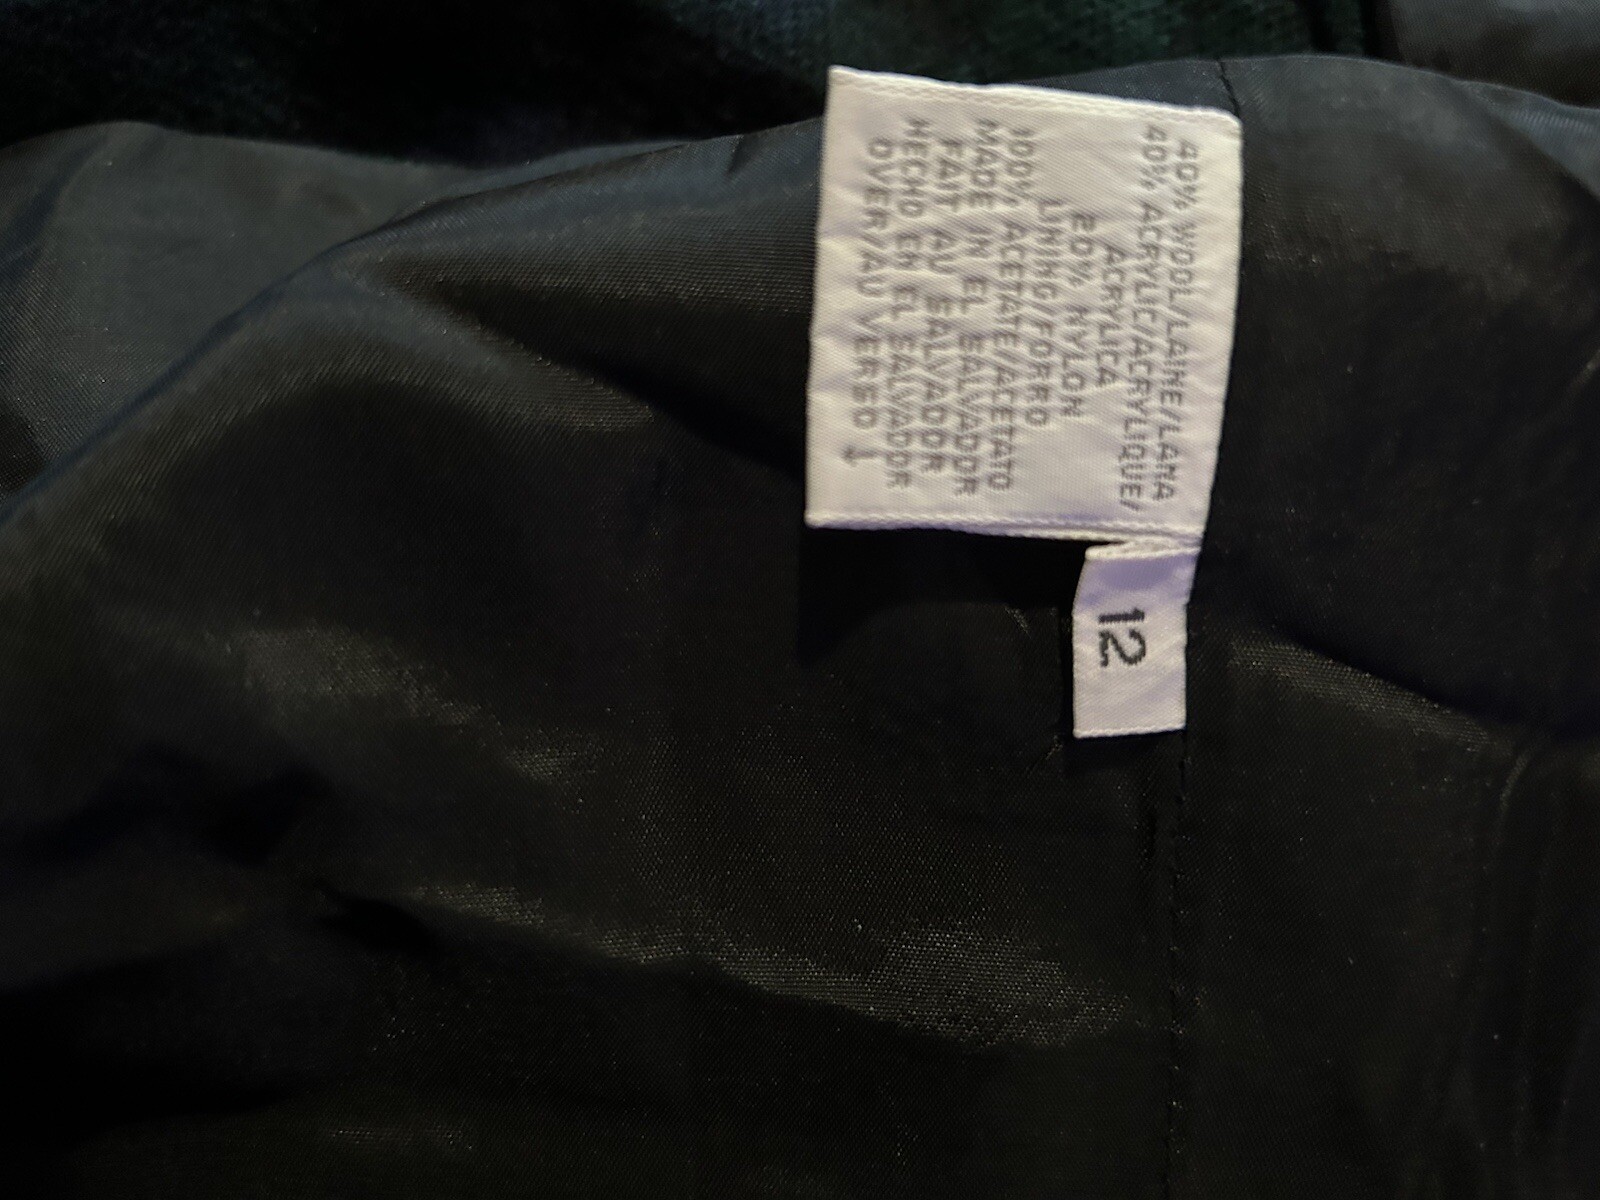 40% WOOL/LAINE/LANA
40% ACRYLIC/ACRYLIQUE/
ACRYLICA
20% NYLON
LINING/FORRO
100% ACETATE/ACETATO
MADE IN EL SALVADOR
FAIT AU SALVADOR
HECHO EN EL SALVADOR
OVER/AU VERSO
12